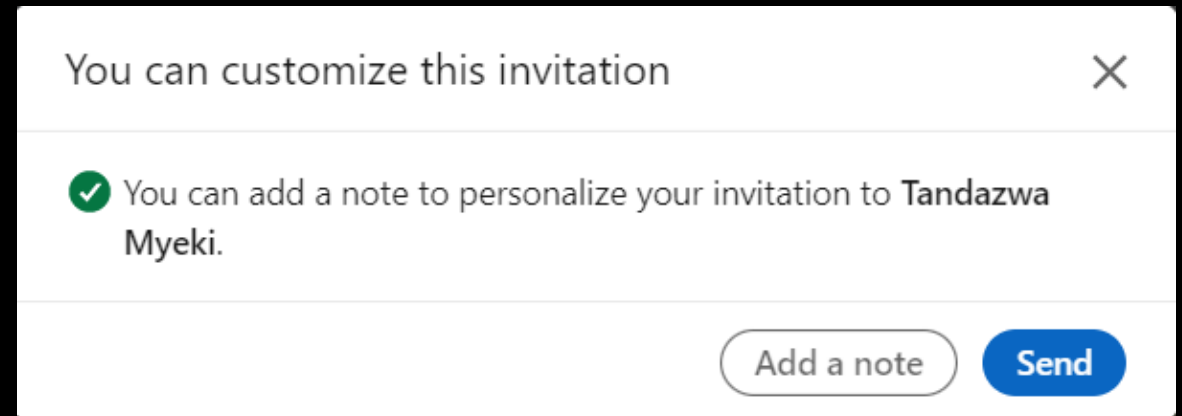 You can customize this invitation
You can add a note to personalize your invitation to Tandazwa
Myeki.
Add a note
Send